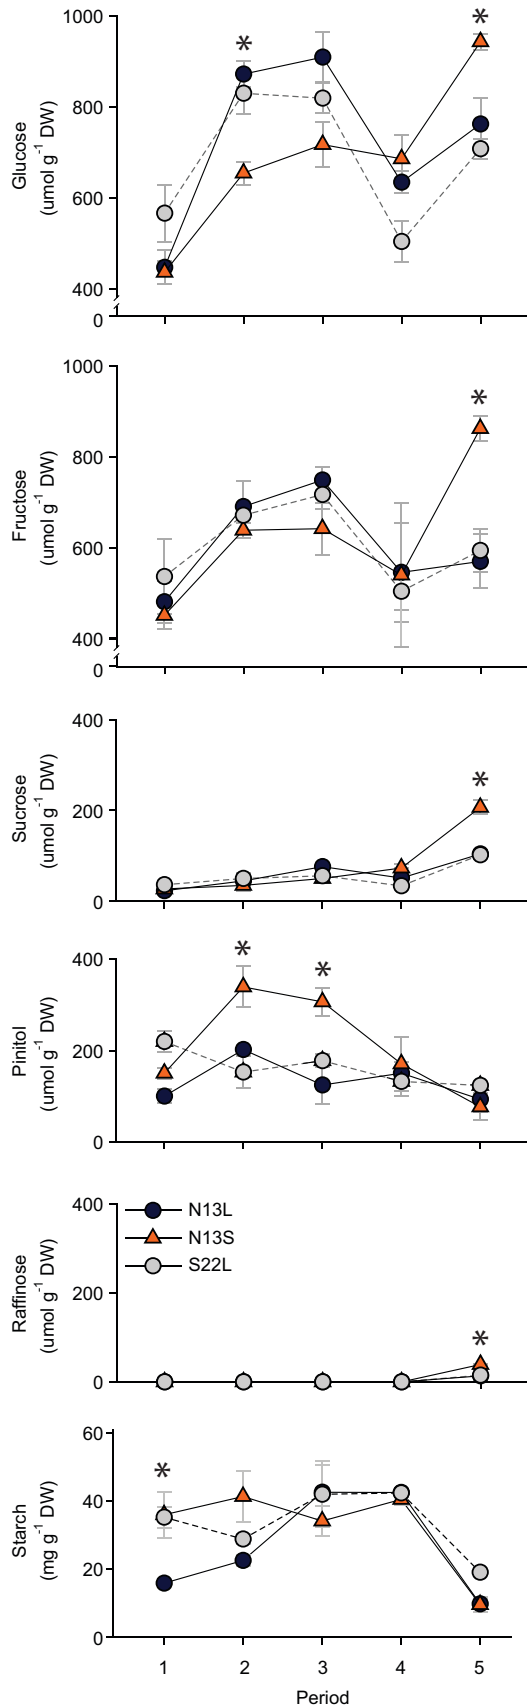 *
*
1000
800
600
400
0
Glucose
(umol g⁻¹ DW)
*
1000
800
600
400
0
Fructose
(umol g⁻¹ DW)
*
400
200
0
Sucrose
(umol g⁻¹ DW)
*
*
400
200
0
Pinitol
(umol g⁻¹ DW)
N13L
N13S
S22L
*
400
200
0
Raffinose
(umol g⁻¹ DW)
*
60
40
20
0
Starch
(mg g⁻¹ DW)
1 2 3 4 5
Period